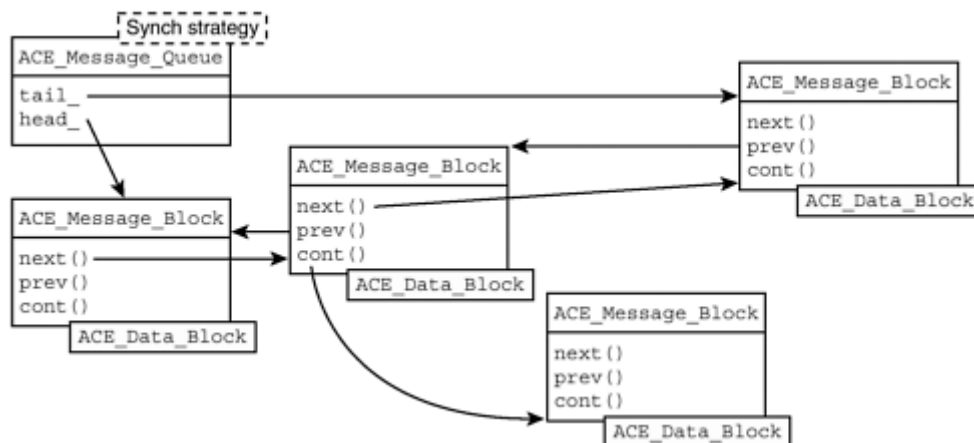 Synch strategy
ACE_Message_Queue
tail_
head_
ACE_Message_Block
next()
prev()
cont()
ACE_Data_Block
ACE_Message_Block
next()
prev()
cont()
ACE_Data_Block
ACE_Message_Block
next()
prev()
cont()
ACE_Data_Block
ACE_Message_Block
next()
prev()
cont()
ACE_Data_Block